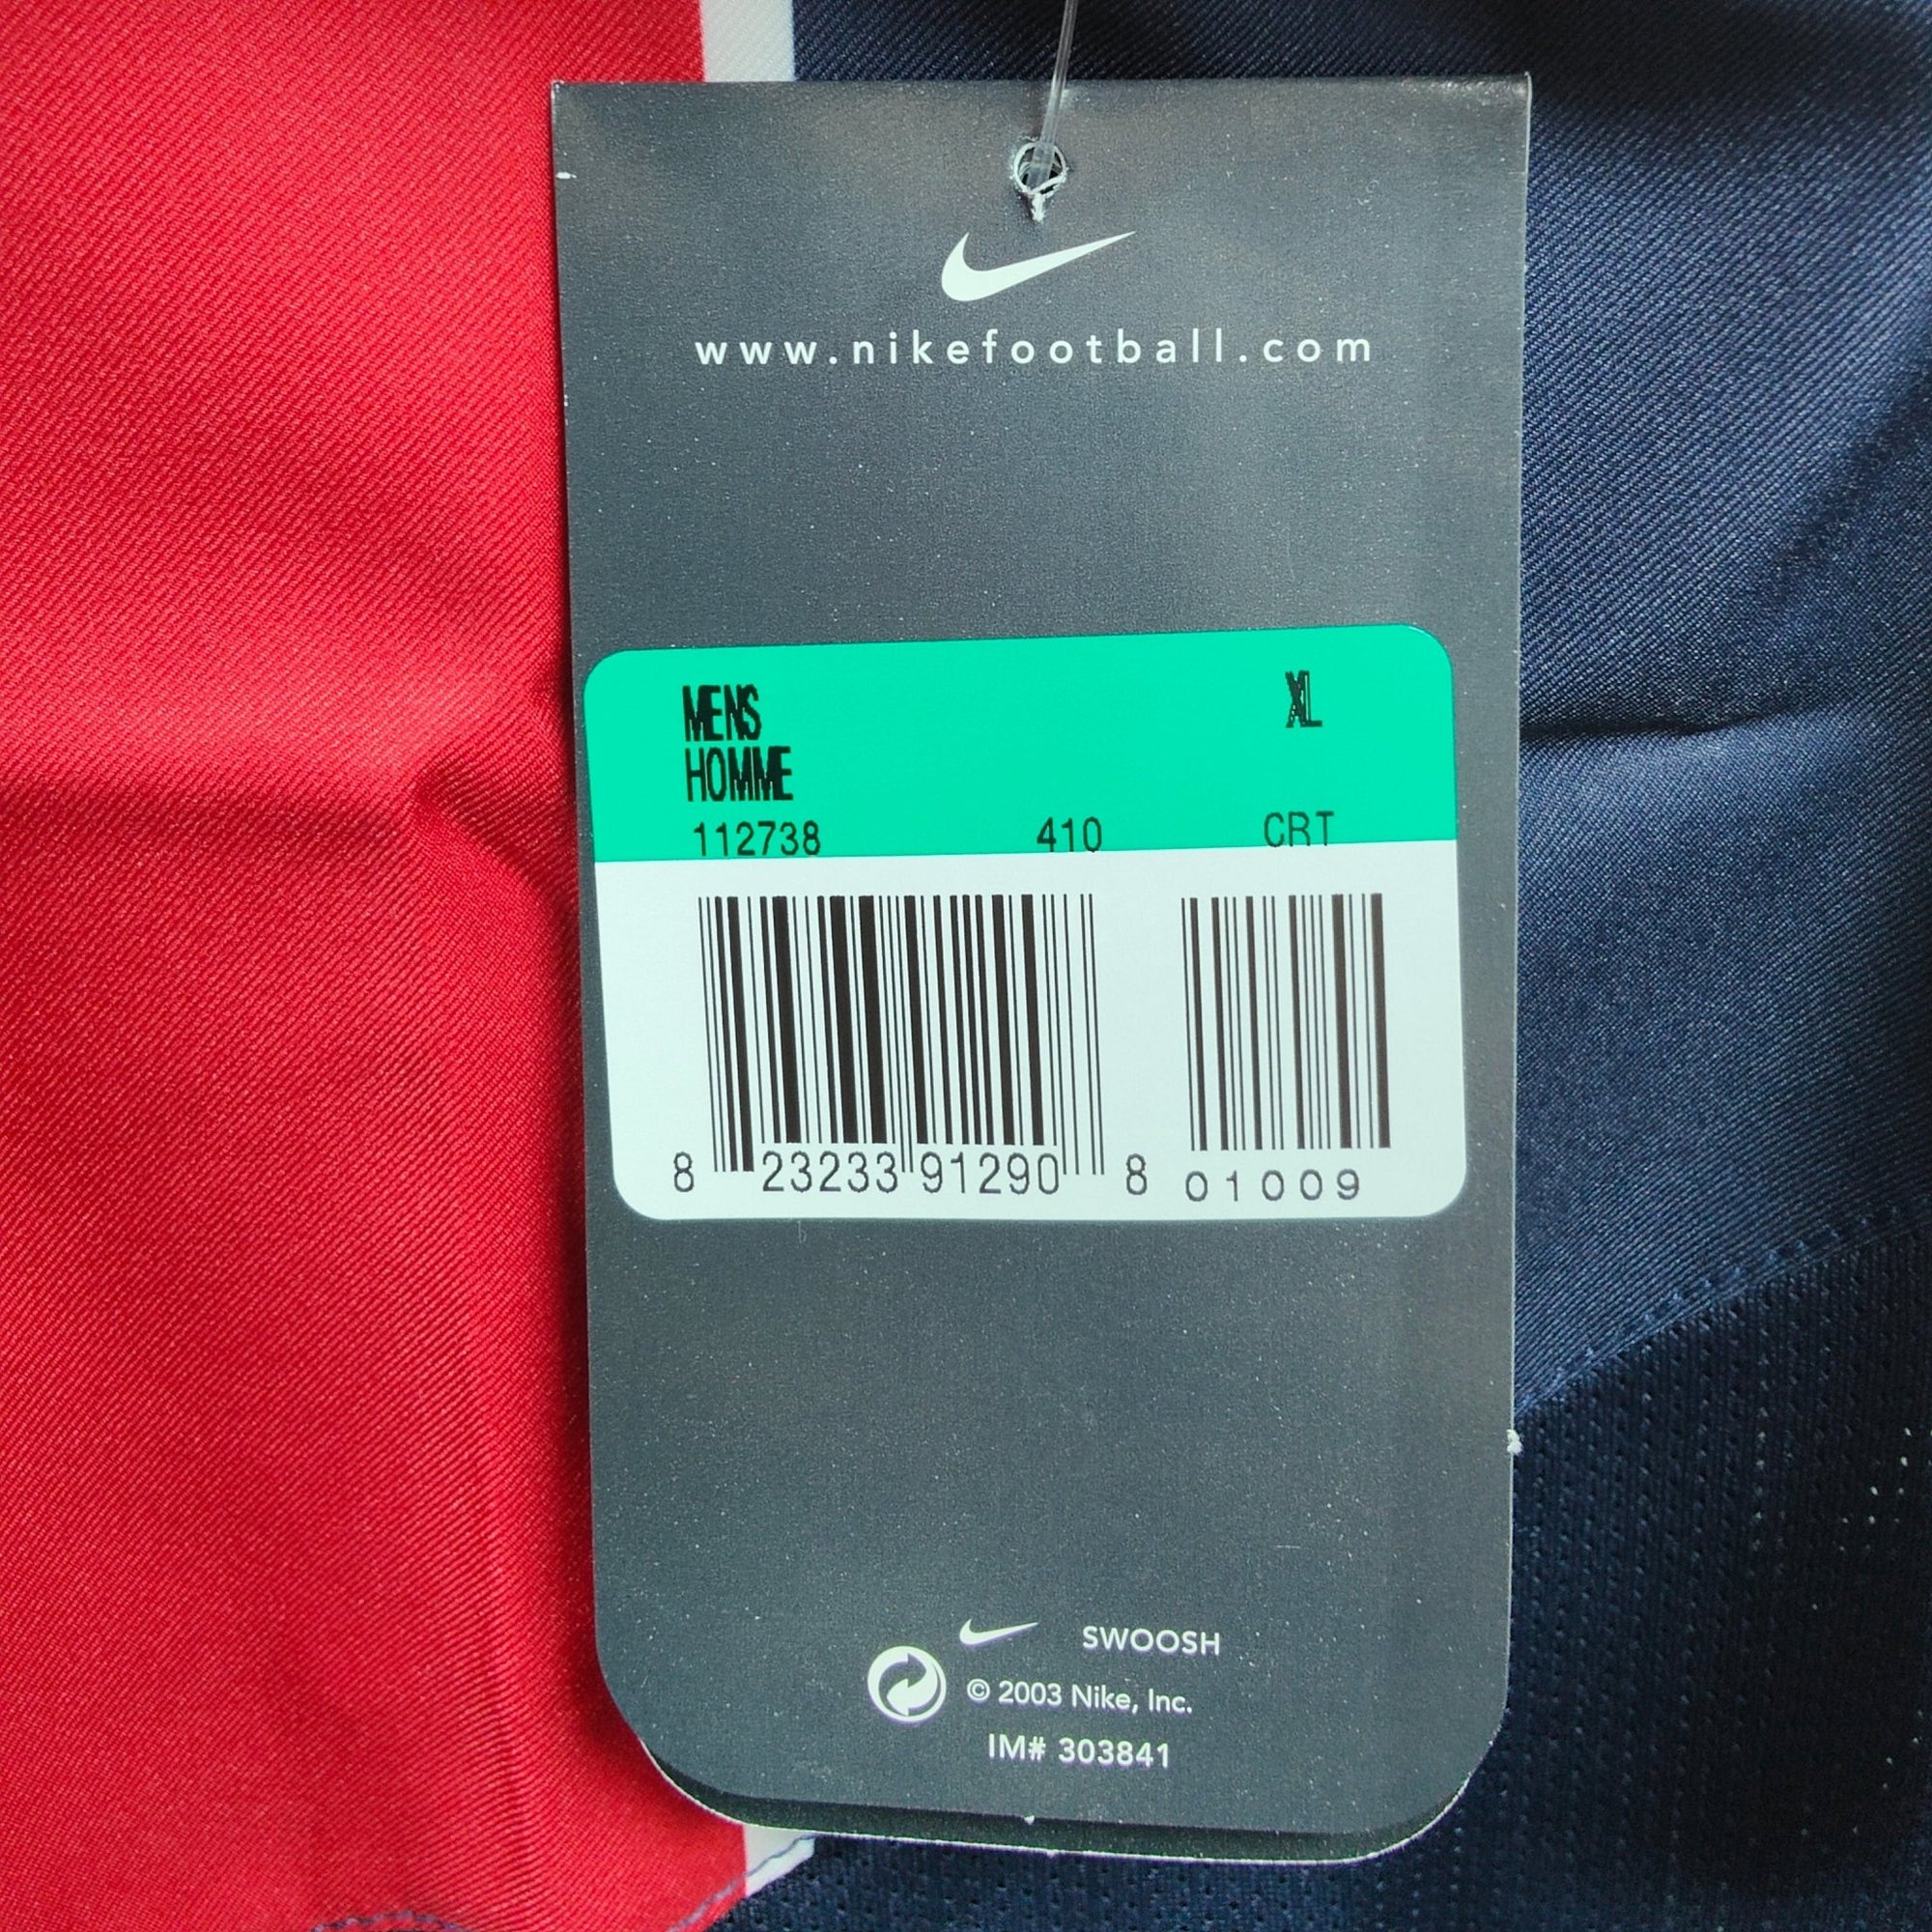 www.nikefootball.com
MENS XL
HOMME
112738 410 CRT
8 23233 91290 8 01009
SWOOSH
© 2003 Nike, Inc.
IM# 303841